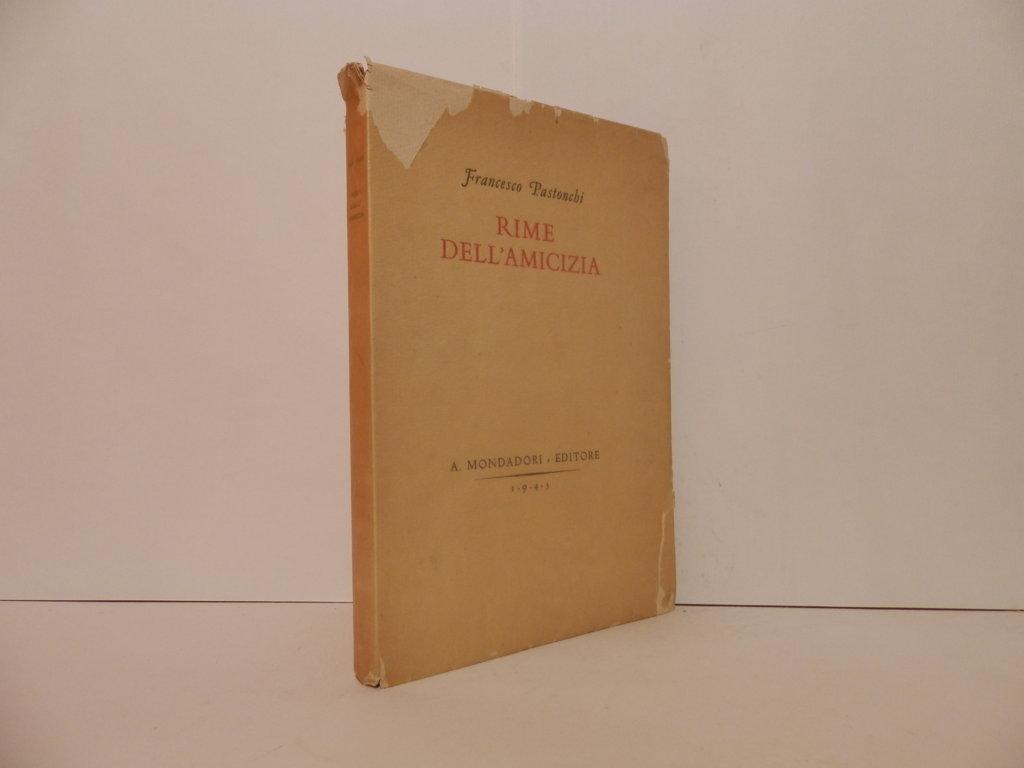 Francesco Pastonchi
RIME
DELL'AMICIZIA
A. MONDADORI • EDITORE
1•9•4•3